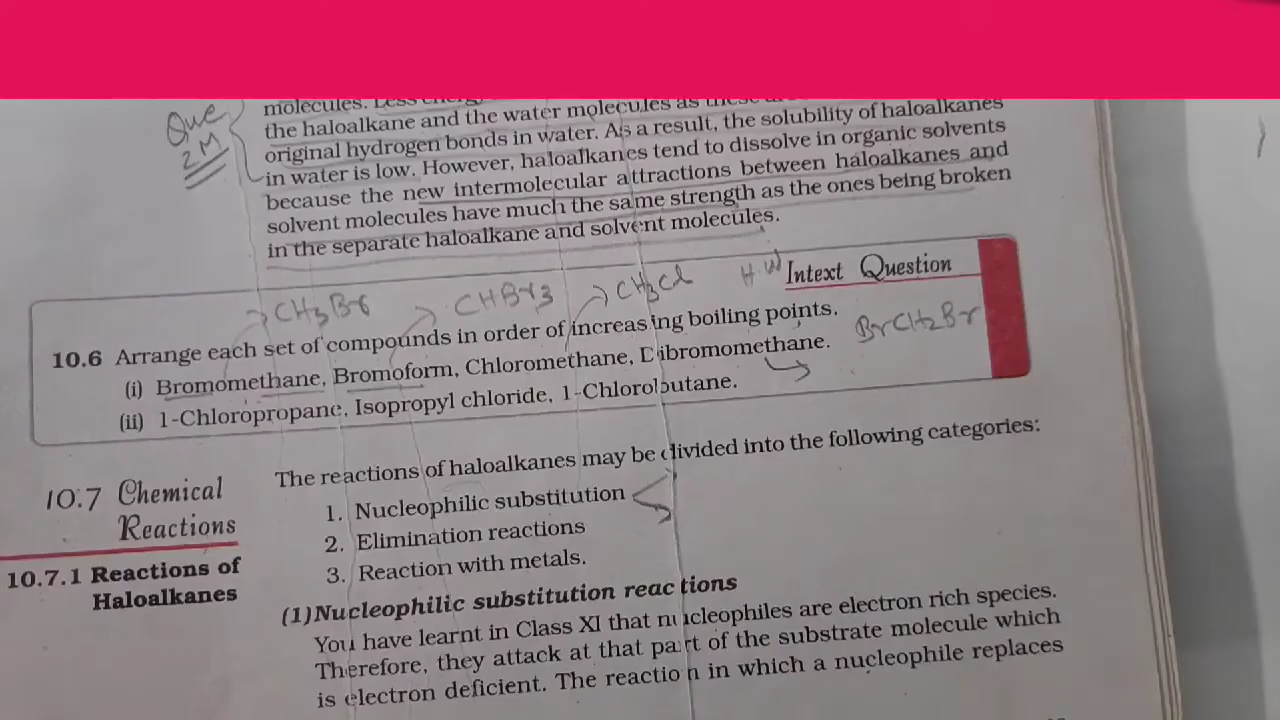 Que
2M
molecules. Less
the haloalkane and the water molecules as these
original hydrogen bonds in water. As a result, the solubility of haloalkanes
in water is low. However, haloalkanes tend to dissolve in organic solvents
because the new intermolecular attractions between haloalkanes and
solvent molecules have much the same strength as the ones being broken
in the separate haloalkane and solvent molecules.
H.W Intext Question
CH3Br CHBr3 CH3Cl
10.6 Arrange each set of compounds in order of increasing boiling points.
BrCH2Br
(i) Bromomethane, Bromoform, Chloromethane, Dibromomethane.
(ii) 1-Chloropropane, Isopropyl chloride, 1-Chlorobutane.
10.7 Chemical
Reactions
10.7.1 Reactions of
Haloalkanes
The reactions of haloalkanes may be divided into the following categories:
1. Nucleophilic substitution
2. Elimination reactions
3. Reaction with metals.
(1)Nucleophilic substitution reactions
You have learnt in Class XI that nucleophiles are electron rich species.
Therefore, they attack at that part of the substrate molecule which
is electron deficient. The reaction in which a nucleophile replaces